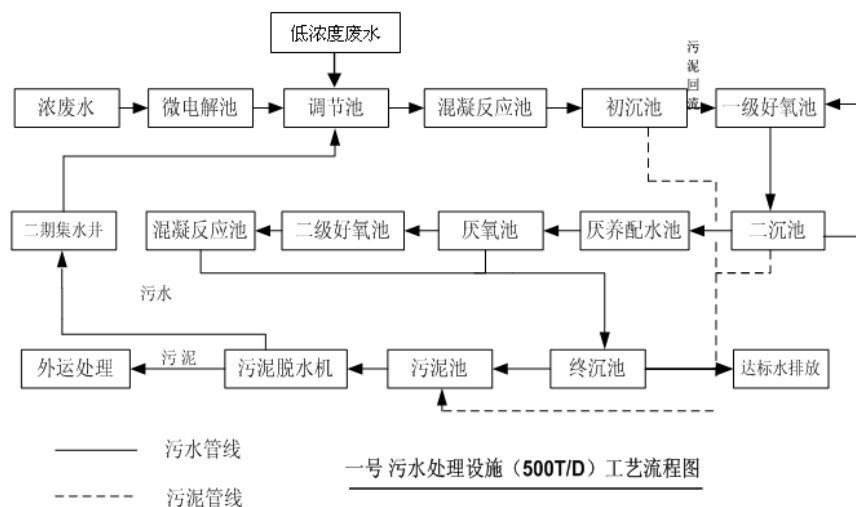 低浓度废水
污泥回流
浓废水
微电解池
调节池
混凝反应池
初沉池
一级好氧池
二期集水井
混凝反应池
二级好氧池
厌氧池
厌养配水池
二沉池
污水
外运处理
污泥
污泥脱水机
污泥池
终沉池
达标水排放
污水管线
一号 污水处理设施（500T/D）工艺流程图
污泥管线